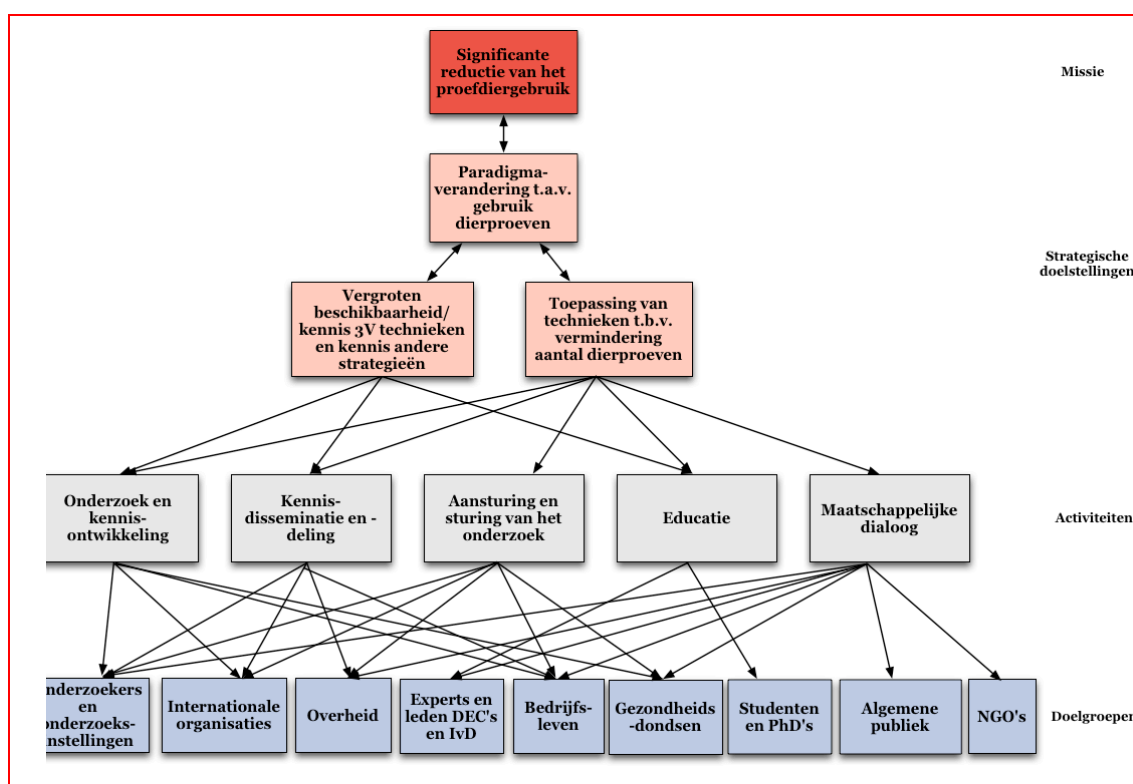 Significante
reductie van het
proefdiergebruik
Missie
Paradigma-
verandering t.a.v.
gebruik
dierproeven
Strategische
doelstellingen
Vergroten
beschikbaarheid/
kennis 3V technieken
en kennis andere
strategieën
Toepassing van
technieken t.b.v.
vermindering
aantal dierproeven
Onderzoek en
kennis-
ontwikkeling
Kennis-
disseminatie en -
deling
Aansturing en
sturing van het
onderzoek
Educatie
Maatschappelijke
dialoog
Activiteiten
nderzoekers
en
onderzoeks-
instellingen
Internationale
organisaties
Overheid
Experts en
leden DEC's
en IvD
Bedrijfs-
leven
Gezondheids
-dondsen
Studenten
en PhD's
Algemene
publiek
NGO's
Doelgroepen